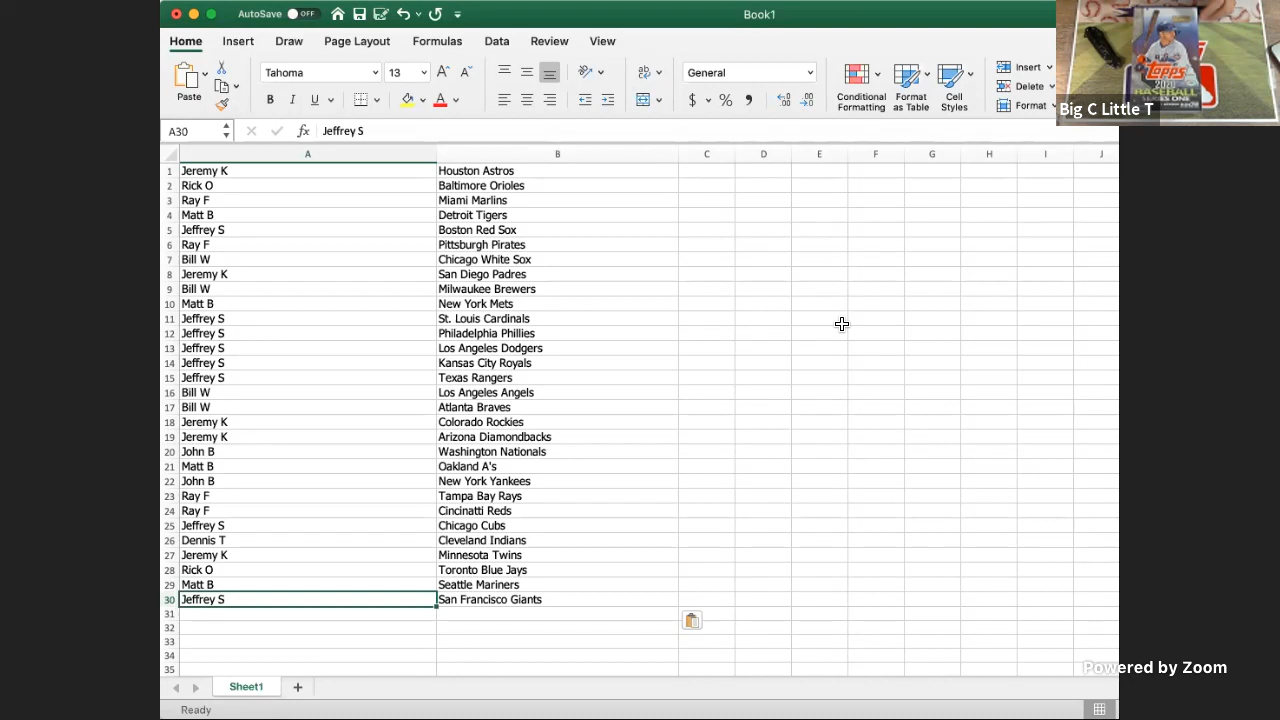 AutoSave OFF Book1
Home Insert Draw Page Layout Formulas Data Review View
Paste Tahoma 13 A A General Conditional Formatting Format as Table Cell Styles Insert Delete Format
B I U $ % 9
A30 fx Jeffrey S
A B C D E F G H I J
1 Jeremy K Houston Astros
2 Rick O Baltimore Orioles
3 Ray F Miami Marlins
4 Matt B Detroit Tigers
5 Jeffrey S Boston Red Sox
6 Ray F Pittsburgh Pirates
7 Bill W Chicago White Sox
8 Jeremy K San Diego Padres
9 Bill W Milwaukee Brewers
10 Matt B New York Mets
11 Jeffrey S St. Louis Cardinals
12 Jeffrey S Philadelphia Phillies
13 Jeffrey S Los Angeles Dodgers
14 Jeffrey S Kansas City Royals
15 Jeffrey S Texas Rangers
16 Bill W Los Angeles Angels
17 Bill W Atlanta Braves
18 Jeremy K Colorado Rockies
19 Jeremy K Arizona Diamondbacks
20 John B Washington Nationals
21 Matt B Oakland A's
22 John B New York Yankees
23 Ray F Tampa Bay Rays
24 Ray F Cincinatti Reds
25 Jeffrey S Chicago Cubs
26 Dennis T Cleveland Indians
27 Jeremy K Minnesota Twins
28 Rick O Toronto Blue Jays
29 Matt B Seattle Mariners
30 Jeffrey S San Francisco Giants
31
32
33
34
35
Sheet1
Ready
Topps
2020
BASEBALL
SERIES ONE
Big C Little T
Powered by Zoom